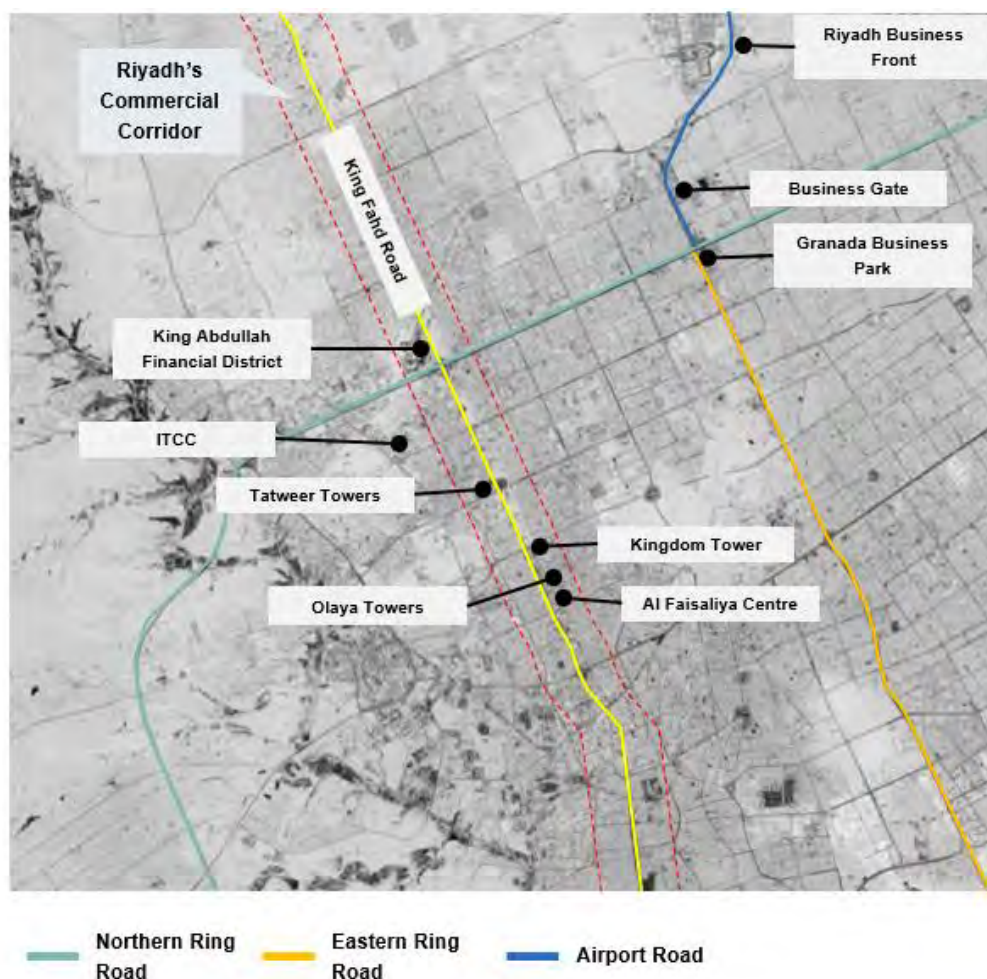 Riyadh's
Commercial
Corridor
King Fahd Road
Riyadh Business
Front
Business Gate
Granada Business
Park
King Abdullah
Financial District
ITCC
Tatweer Towers
Kingdom Tower
Olaya Towers
Al Faisaliya Centre
Northern Ring
Road
Eastern Ring
Road
Airport Road